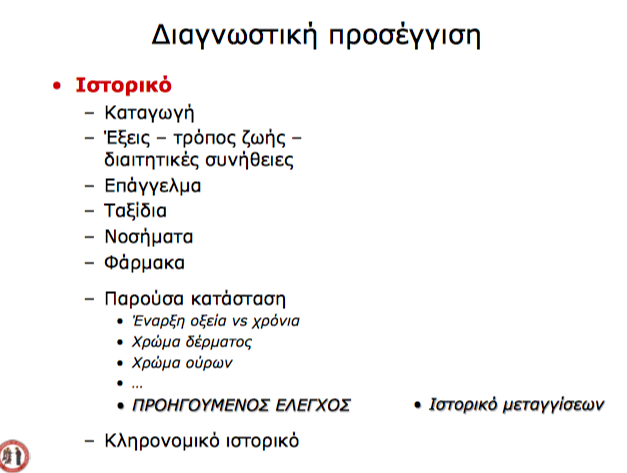 Διαγνωστική προσέγγιση
• Ιστορικό
– Καταγωγή
– Έξεις – τρόπος ζωής –
διαιτητικές συνήθειες
– Επάγγελμα
– Ταξίδια
– Νοσήματα
– Φάρμακα
– Παρούσα κατάσταση
• Έναρξη οξεία vs χρόνια
• Χρώμα δέρματος
• Χρώμα ούρων
• ...
• ΠΡΟΗΓΟΥΜΕΝΟΣ ΕΛΕΓΧΟΣ
• Ιστορικό μεταγγίσεων
– Κληρονομικό ιστορικό